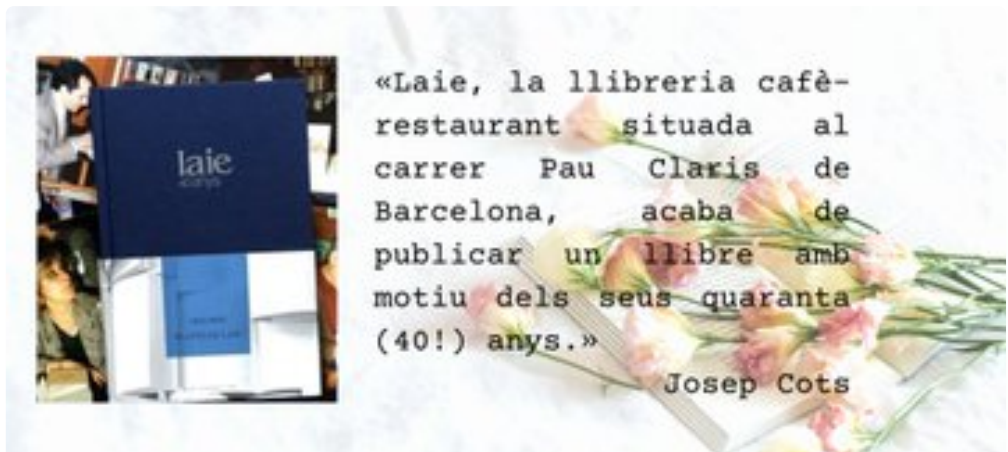 laie
«Laie, la llibreria cafè-
restaurant situada al
carrer Pau Claris de
Barcelona, acaba de
publicar un llibre amb
motiu dels seus quaranta
(40!) anys.»
Josep Cots